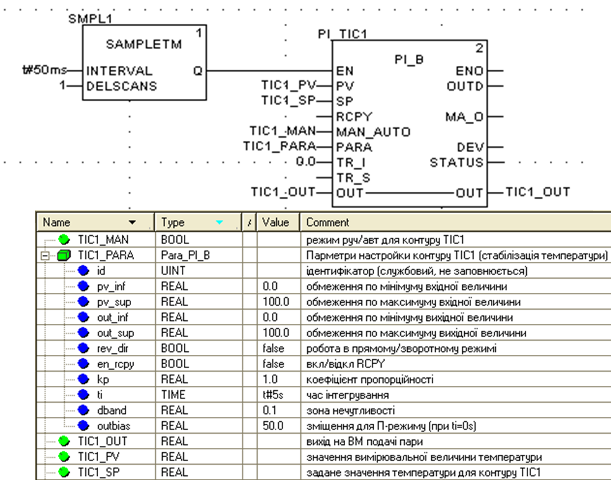 SMPL1
1
SAMPLETM
t#50ms INTERVAL Q
1 DELSCANS
PI_TIC1
2
PI_B
EN ENO
TIC1_PV PV OUTD
TIC1_SP SP
RCPY MA_O
TIC1_MAN MAN_AUTO
TIC1_PARA PARA DEV
0.0 TR_I STATUS
TR_S
TIC1_OUT OUT OUT TIC1_OUT
Name Type Value Comment
TIC1_MAN BOOL режим руч/авт для контуру TIC1
TIC1_PARA Para_PI_B Парметри настройки контуру TIC1 (стабілізація температури)
id UINT ідентифікатор (службовий, не заповнюється)
pv_inf REAL 0.0 обмеження по мінімуму вхідної величини
pv_sup REAL 100.0 обмеження по максимуму вхідної величини
out_inf REAL 0.0 обмеження по мінімуму вихідної величини
out_sup REAL 100.0 обмеження по максимуму вихідної величини
rev_dir BOOL false робота в прямому/зворотному режимі
en_rcpy BOOL false вкл/відкл RCPY
kp REAL 1.0 коефіцієнт пропорційності
ti TIME t#5s час інтегрування
dband REAL 0.1 зона нечутливості
outbias REAL 50.0 зміщення для П-режиму (при ti=0s)
TIC1_OUT REAL вихід на ВМ подачі пари
TIC1_PV REAL значення вимірювальної величини температури
TIC1_SP REAL задане значення температури для контуру TIC1